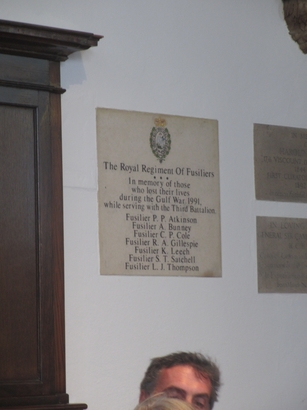 The Royal Regiment Of Fusiliers
In memory of those
who lost their lives
during the Gulf War 1991,
while serving with the Third Battalion.
Fusilier P. P. Atkinson
Fusilier A. Bunney
Fusilier C. P. Cole
Fusilier R. A. Gillespie
Fusilier K. Leech
Fusilier S. T. Satchell
Fusilier L. J. Thompson